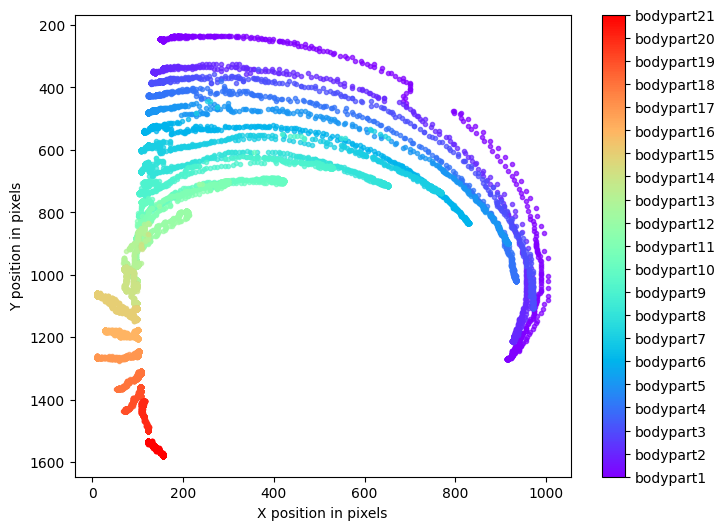 200
400
600
800
1000
1200
1400
1600
Y position in pixels
0 200 400 600 800 1000
X position in pixels
bodypart21
bodypart20
bodypart19
bodypart18
bodypart17
bodypart16
bodypart15
bodypart14
bodypart13
bodypart12
bodypart11
bodypart10
bodypart9
bodypart8
bodypart7
bodypart6
bodypart5
bodypart4
bodypart3
bodypart2
bodypart1